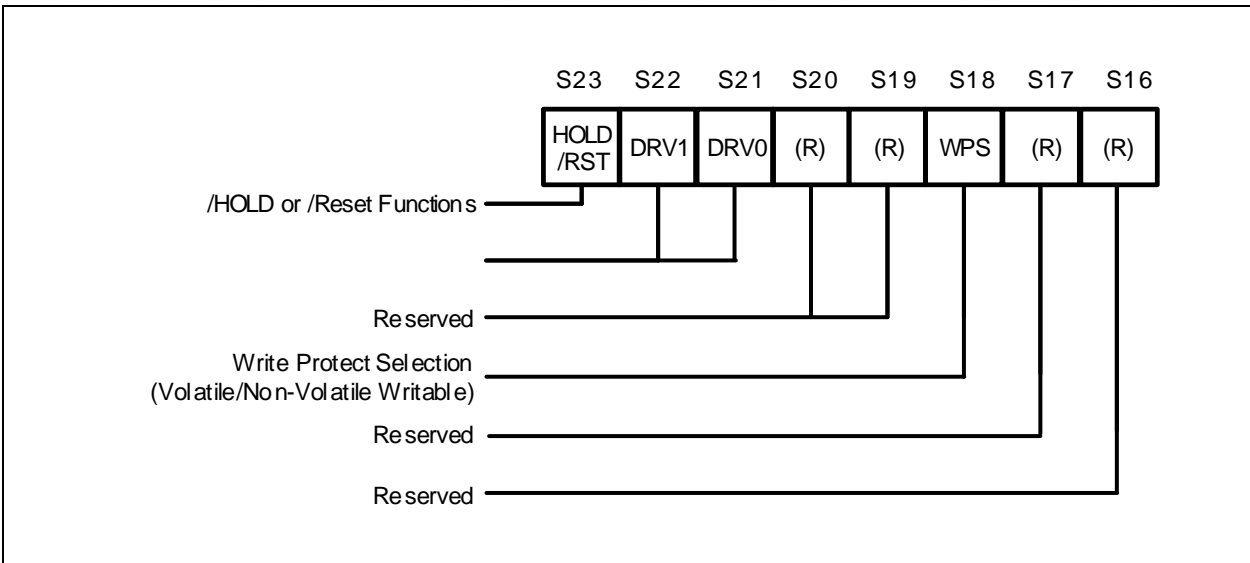 S23 S22 S21 S20 S19 S18 S17 S16
HOLD /RST DRV1 DRV0 (R) (R) WPS (R) (R)
/HOLD or /Reset Functions
Reserved
Write Protect Selection
(Volatile/Non-Volatile Writable)
Reserved
Reserved